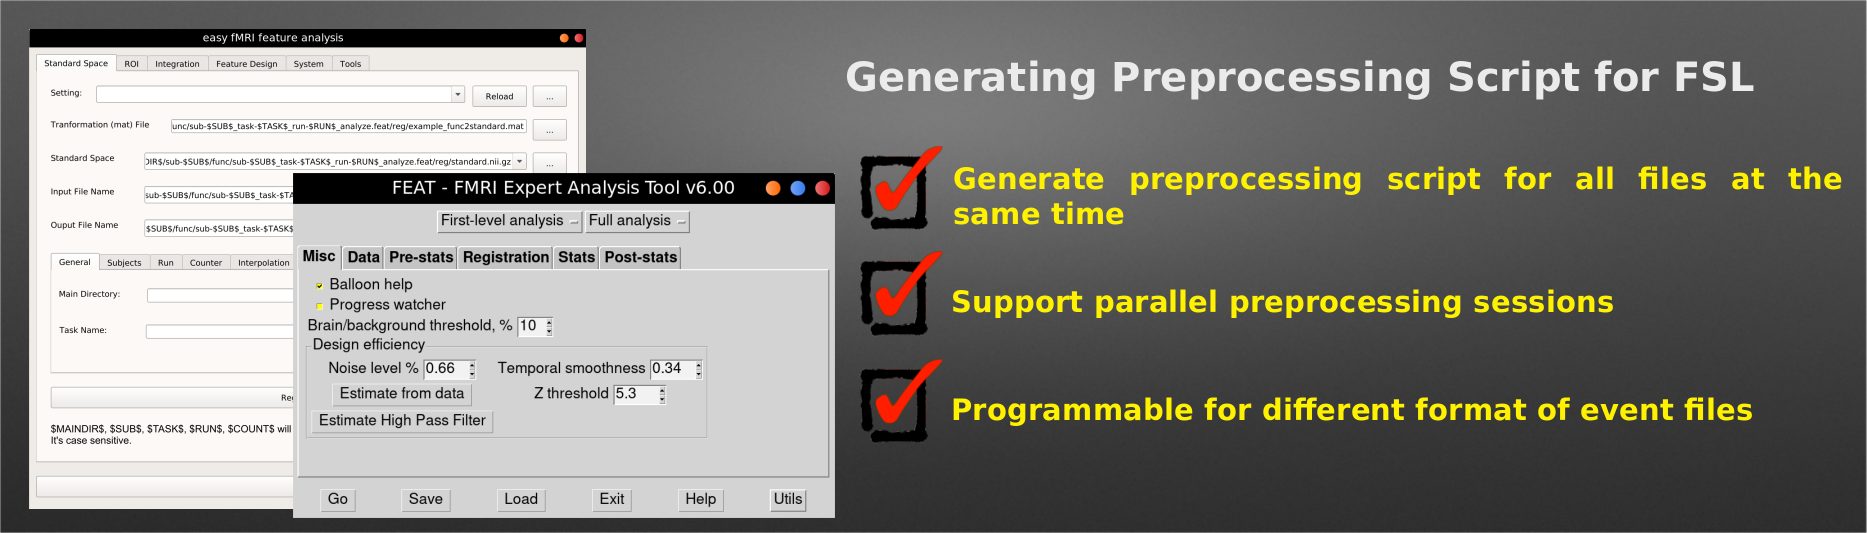 easy fMRI feature analysis
Standard Space ROI Integration Feature Design System Tools
Setting: Reload ...
Tranformation (mat) File unc/sub-$SUB$_task-$TASK$_run-$RUN$_analyze.feat/reg/example_func2standard.mat ...
Standard Space DIR$/sub-$SUB$/func/sub-$SUB$_task-$TASK$_run-$RUN$_analyze.feat/reg/standard.nii.gz ...
Input File Name sub-$SUB$/func/sub-$SUB$_task-$TA
Ouput File Name $SUB$/func/sub-$SUB$_task-$TASK$
General Subjects Run Counter Interpolation
Main Directory:
Task Name:
Reg
$MAINDIR$, $SUB$, $TASK$, $RUN$, $COUNT$ will
It's case sensitive.
FEAT - FMRI Expert Analysis Tool v6.00
First-level analysis Full analysis
Misc Data Pre-stats Registration Stats Post-stats
Balloon help
Progress watcher
Brain/background threshold, % 10
Design efficiency
Noise level % 0.66 Temporal smoothness 0.34
Estimate from data Z threshold 5.3
Estimate High Pass Filter
Go Save Load Exit Help Utils
Generating Preprocessing Script for FSL
Generate preprocessing script for all files at the
same time
Support parallel preprocessing sessions
Programmable for different format of event files